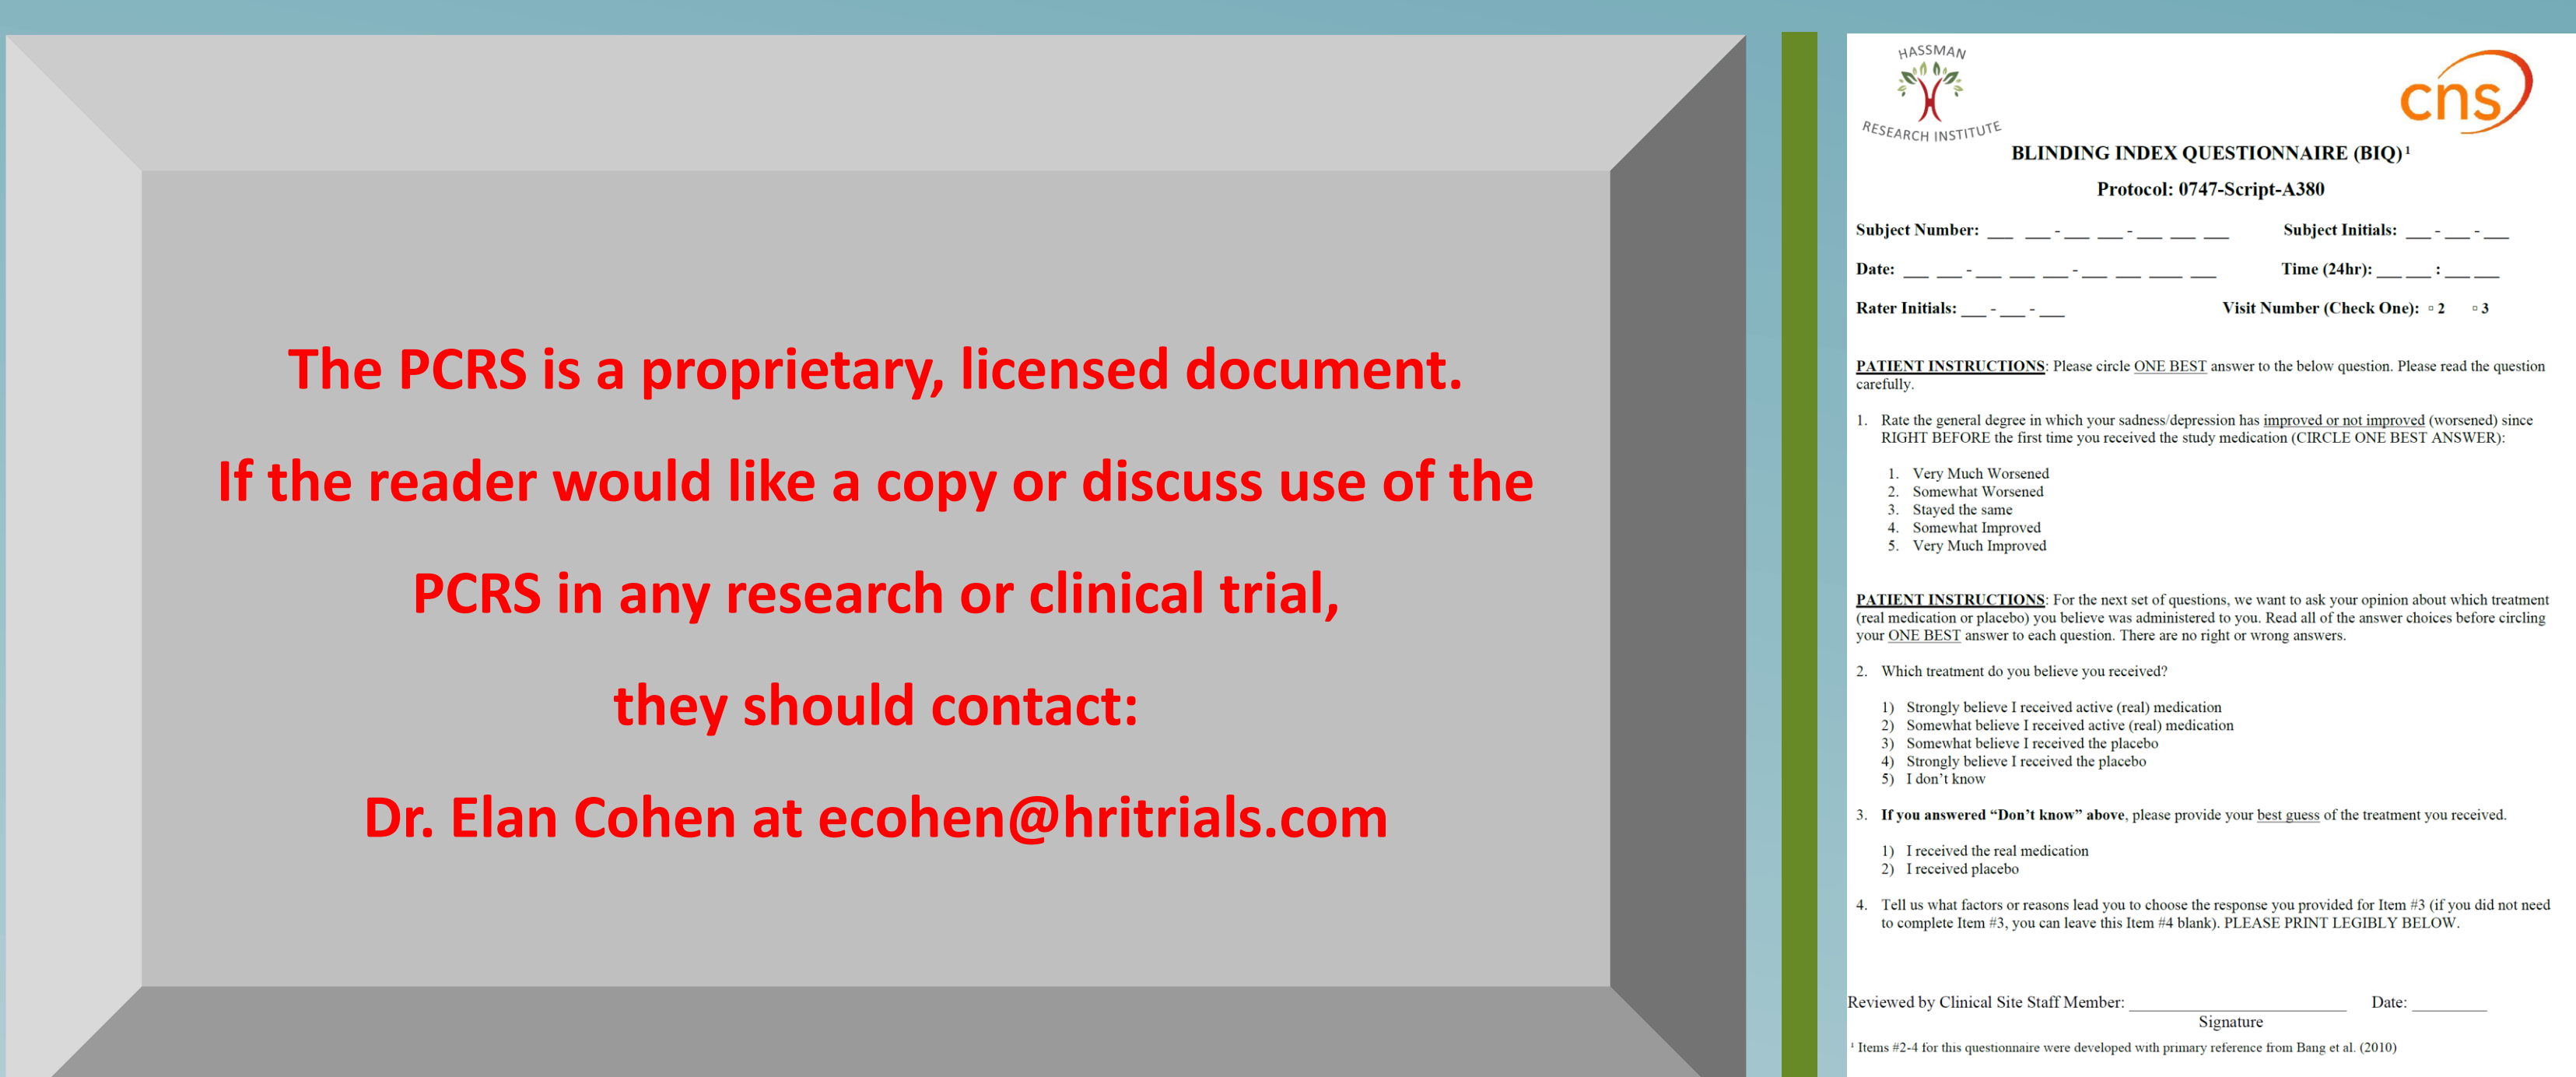 The PCRS is a proprietary, licensed document.
If the reader would like a copy or discuss use of the
PCRS in any research or clinical trial,
they should contact:
Dr. Elan Cohen at ecohen@hritrials.com
HASSMAN
RESEARCH INSTITUTE
cns
BLINDING INDEX QUESTIONNAIRE (BIQ)¹
Protocol: 0747-Script-A380
Subject Number: ___ ___-___ ___-___ ___ ___ Subject Initials: ___-___-___
Date: ___ ___-___ ___ ___-___ ___ ___ ___ Time (24hr): ___ ___ : ___ ___
Rater Initials: ___ - ___ - ___ Visit Number (Check One): ▫ 2 ▫ 3
PATIENT INSTRUCTIONS: Please circle ONE BEST answer to the below question. Please read the question
carefully.
1. Rate the general degree in which your sadness/depression has improved or not improved (worsened) since
RIGHT BEFORE the first time you received the study medication (CIRCLE ONE BEST ANSWER):
1. Very Much Worsened
2. Somewhat Worsened
3. Stayed the same
4. Somewhat Improved
5. Very Much Improved
PATIENT INSTRUCTIONS: For the next set of questions, we want to ask your opinion about which treatment
(real medication or placebo) you believe was administered to you. Read all of the answer choices before circling
your ONE BEST answer to each question. There are no right or wrong answers.
2. Which treatment do you believe you received?
1) Strongly believe I received active (real) medication
2) Somewhat believe I received active (real) medication
3) Somewhat believe I received the placebo
4) Strongly believe I received the placebo
5) I don’t know
3. If you answered “Don’t know” above, please provide your best guess of the treatment you received.
1) I received the real medication
2) I received placebo
4. Tell us what factors or reasons lead you to choose the response you provided for Item #3 (if you did not need
to complete Item #3, you can leave this Item #4 blank). PLEASE PRINT LEGIBLY BELOW.
Reviewed by Clinical Site Staff Member: ____________________ Date: ________
Signature
¹ Items #2-4 for this questionnaire were developed with primary reference from Bang et al. (2010)